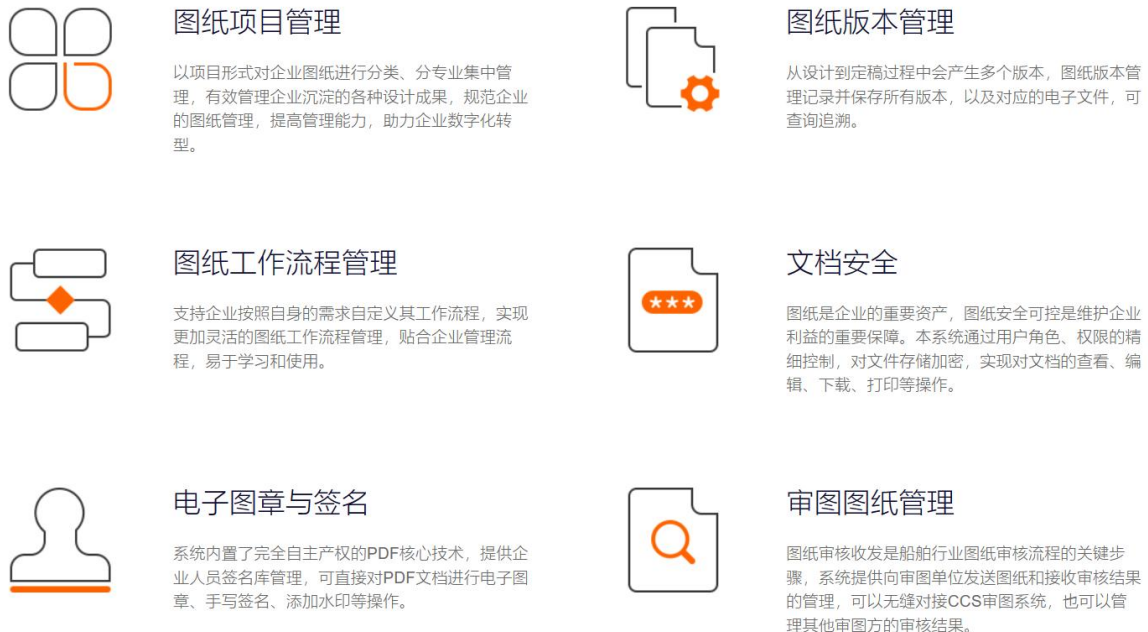 图纸项目管理
以项目形式对企业图纸进行分类、分专业集中管
理，有效管理企业沉淀的各种设计成果，规范企业
的图纸管理，提高管理能力，助力企业数字化转
型。
图纸版本管理
从设计到定稿过程中会产生多个版本，图纸版本管
理记录并保存所有版本，以及对应的电子文件，可
查询追溯。
图纸工作流程管理
支持企业按照自身的需求自定义其工作流程，实现
更加灵活的图纸工作流程管理，贴合企业管理流
程，易于学习和使用。
文档安全
***
图纸是企业的重要资产，图纸安全可控是维护企业
利益的重要保障。本系统通过用户角色、权限的精
细控制，对文件存储加密，实现对文档的查看、编
辑、下载、打印等操作。
电子图章与签名
系统内置了完全自主产权的PDF核心技术，提供企
业人员签名库管理，可直接对PDF文档进行电子图
章、手写签名、添加水印等操作。
审图图纸管理
图纸审核收发是船舶行业图纸审核流程的关键步
骤，系统提供向审图单位发送图纸和接收审核结果
的管理，可以无缝对接CCS审图系统，也可以管
理其他审图方的审核结果。